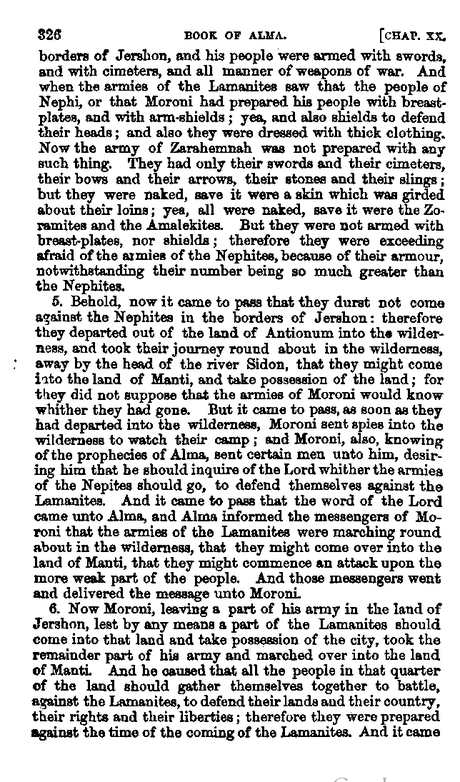 326 BOOK OF ALMA. [CHAP. XX.
borders of Jershon, and his people were armed with swords,
and with cimeters, and all manner of weapons of war. And
when the armies of the Lamanites saw that the people of
Nephi, or that Moroni had prepared his people with breast-
plates, and with arm-shields; yea, and also shields to defend
their heads; and also they were dressed with thick clothing.
Now the army of Zarahemnah was not prepared with any
such thing. They had only their swords and their cimeters,
their bows and their arrows, their stones and their slings;
but they were naked, save it were a skin which was girded
about their loins; yea, all were naked, save it were the Zo-
ramites and the Amalekites. But they were not armed with
breast-plates, nor shields; therefore they were exceeding
afraid of the armies of the Nephites, because of their armour,
notwithstanding their number being so much greater than
the Nephites.
5. Behold, now it came to pass that they durst not come
against the Nephites in the borders of Jershon: therefore
they departed out of the land of Antionum into the wilder-
ness, and took their journey round about in the wilderness,
away by the head of the river Sidon, that they might come
into the land of Manti, and take possession of the land; for
they did not suppose that the armies of Moroni would know
whither they had gone. But it came to pass, as soon as they
had departed into the wilderness, Moroni sent spies into the
wilderness to watch their camp; and Moroni, also, knowing
of the prophecies of Alma, sent certain men unto him, desir-
ing him that he should inquire of the Lord whither the armies
of the Nepites should go, to defend themselves against the
Lamanites. And it came to pass that the word of the Lord
came unto Alma, and Alma informed the messengers of Mo-
roni that the armies of the Lamanites were marching round
about in the wilderness, that they might come over into the
land of Manti, that they might commence an attack upon the
more weak part of the people. And those messengers went
and delivered the message unto Moroni.
6. Now Moroni, leaving a part of his army in the land of
Jershon, lest by any means a part of the Lamanites should
come into that land and take possession of the city, took the
remainder part of his army and marched over into the land
of Manti. And he caused that all the people in that quarter
of the land should gather themselves together to battle,
against the Lamanites, to defend their lands and their country,
their rights and their liberties; therefore they were prepared
against the time of the coming of the Lamanites. And it came